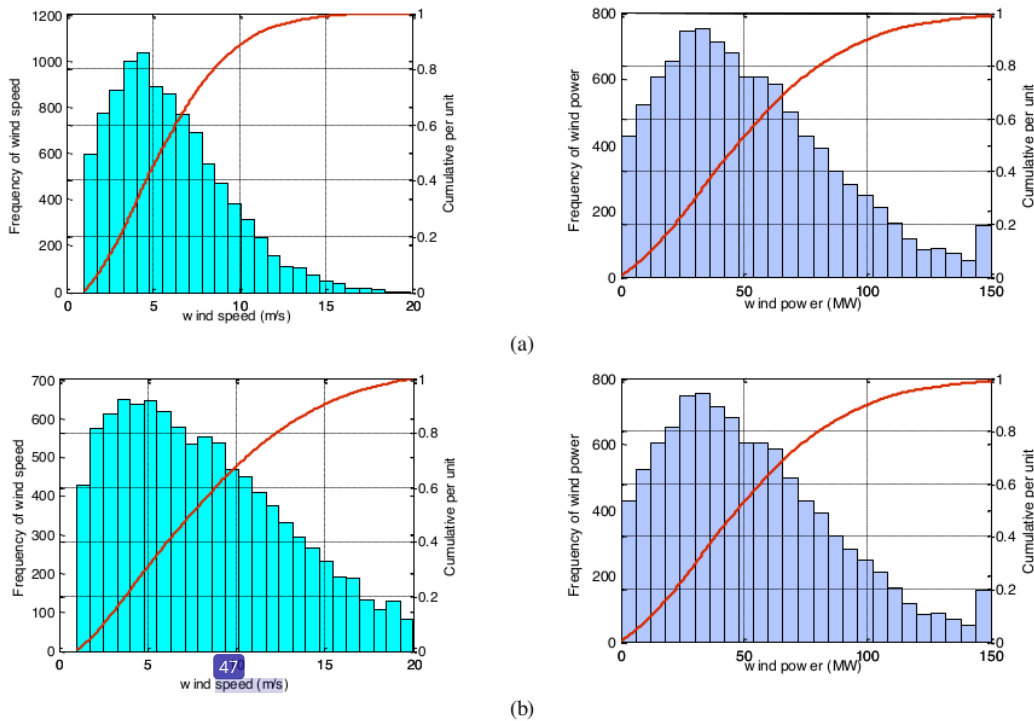 1200
1000
800
600
400
200
0
Frequency of wind speed
0 5 10 15 20
wind speed (m/s)
1
0.8
0.6
0.4
0.2
0
Cumulative per unit
800
600
400
200
0
Frequency of wind power
0 50 100 150
wind power (MW)
1
0.8
0.6
0.4
0.2
0
Cumulative per unit
(a)
700
600
500
400
300
200
100
0
Frequency of wind speed
0 5 15 20
47
wind speed (m/s)
1
0.8
0.6
0.4
0.2
0
Cumulative per unit
800
600
400
200
0
Frequency of wind power
0 50 100 150
wind power (MW)
1
0.8
0.6
0.4
0.2
0
Cumulative per unit
(b)